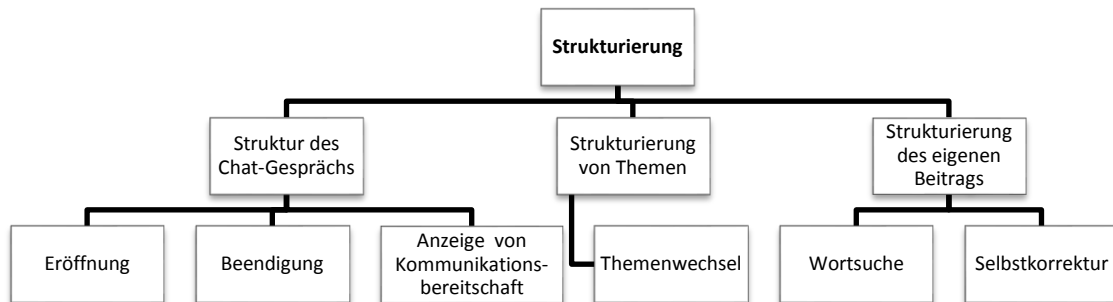 Strukturierung
Struktur des
Chat-Gesprächs
Strukturierung
von Themen
Strukturierung
des eigenen
Beitrags
Eröffnung
Beendigung
Anzeige von
Kommunikations-
bereitschaft
Themenwechsel
Wortsuche
Selbstkorrektur